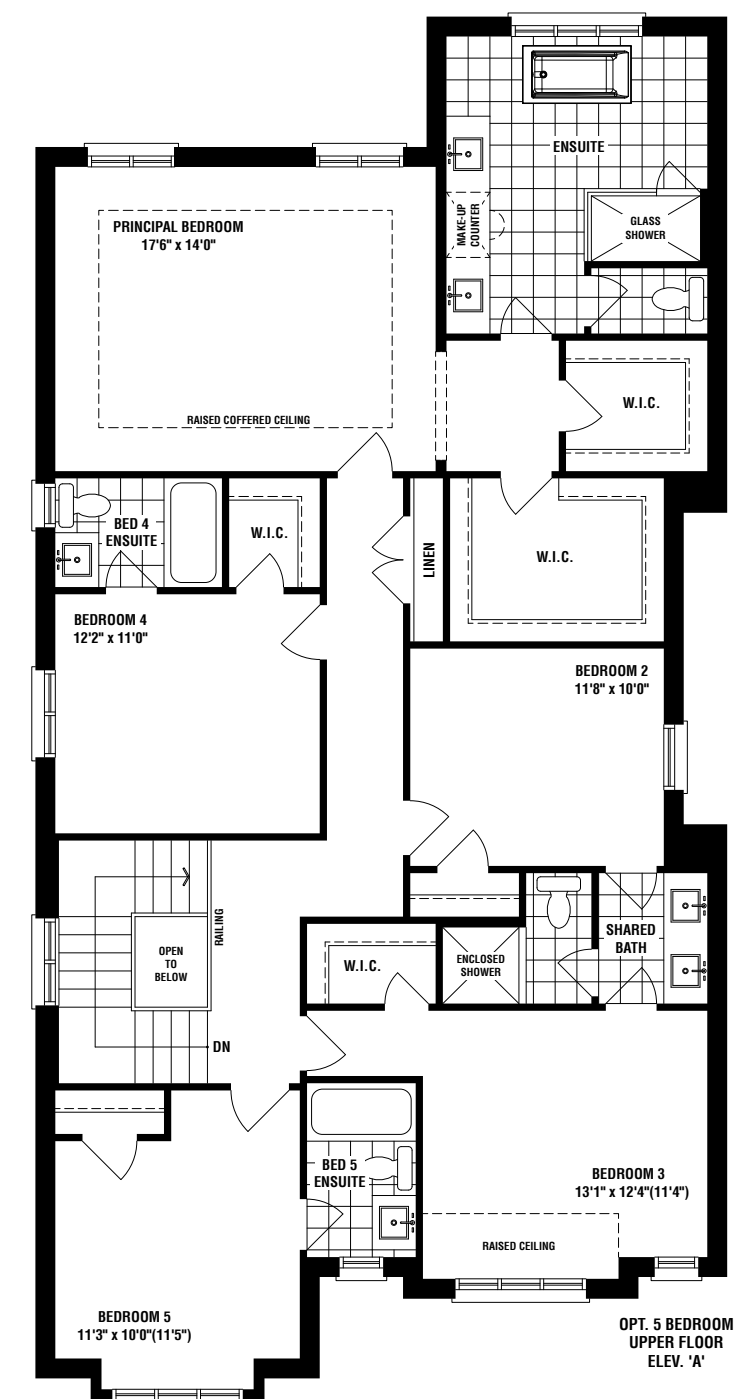 ENSUITE
PRINCIPAL BEDROOM
17'6" x 14'0"
MAKE-UP
COUNTER
GLASS
SHOWER
RAISED COFFERED CEILING
W.I.C.
BED 4
ENSUITE
W.I.C.
LINEN
W.I.C.
BEDROOM 4
12'2" x 11'0"
BEDROOM 2
11'8" x 10'0"
RAILING
OPEN
TO
BELOW
SHARED
BATH
W.I.C.
ENCLOSED
SHOWER
DN
BED 5
ENSUITE
BEDROOM 3
13'1" x 12'4"(11'4")
RAISED CEILING
BEDROOM 5
11'3" x 10'0"(11'5")
OPT. 5 BEDROOM
UPPER FLOOR
ELEV. 'A'